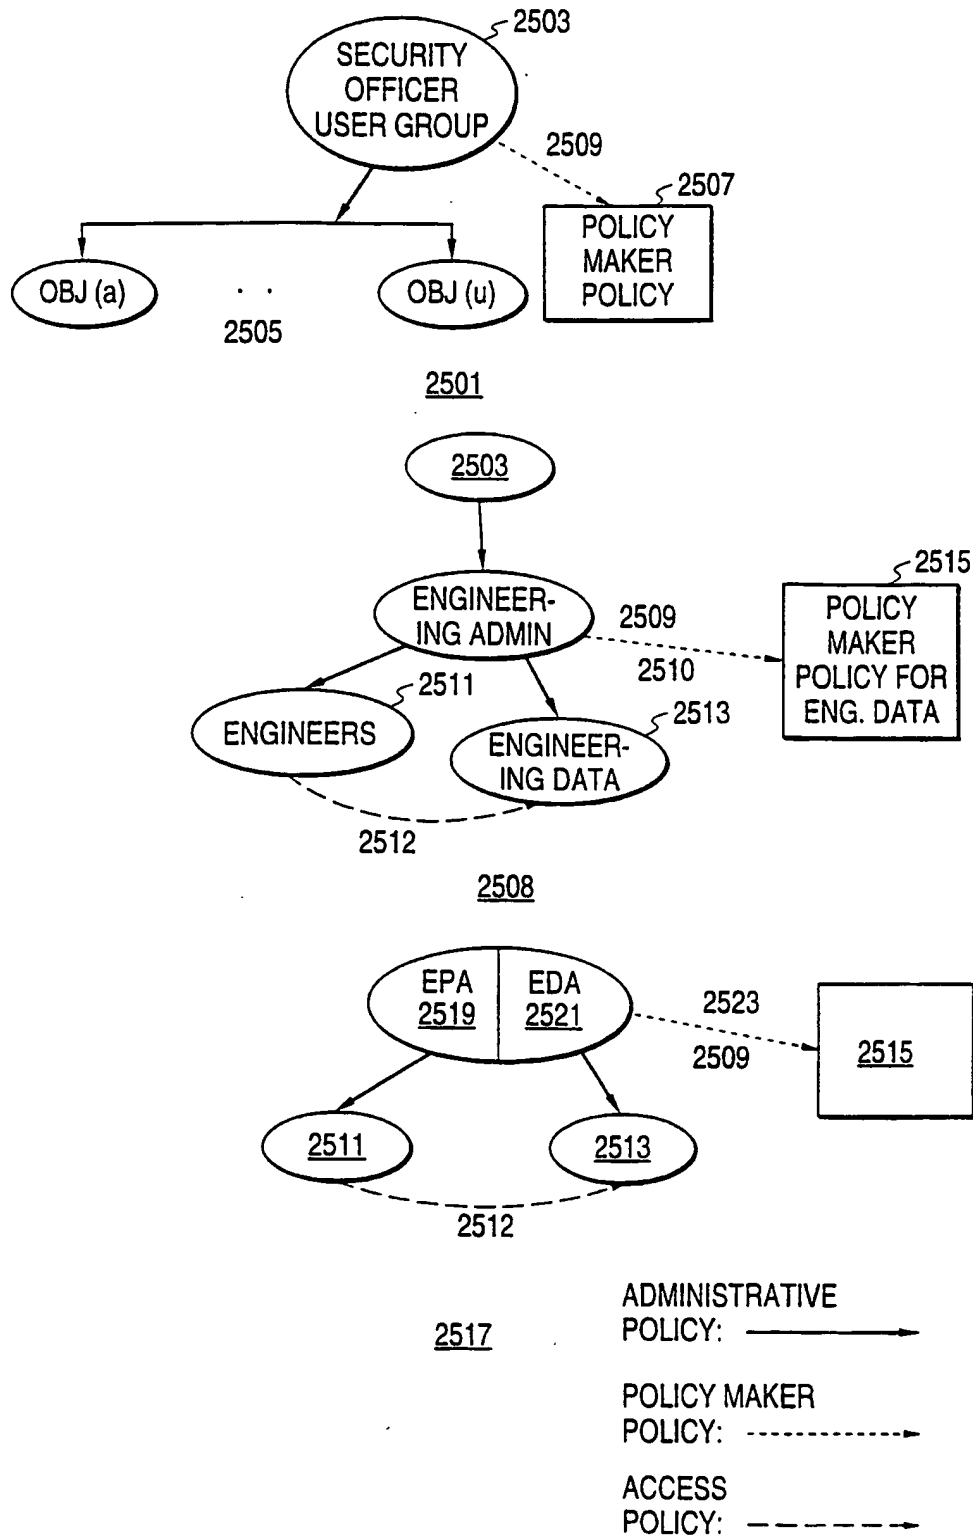 2503
SECURITY
OFFICER
USER GROUP
2509
2507
POLICY
MAKER
POLICY
OBJ (a)
. .
OBJ (u)
2505
2501
2503
2515
ENGINEER-
ING ADMIN
2509
2510
POLICY
MAKER
POLICY FOR
ENG. DATA
2511
ENGINEERS
2513
ENGINEER-
ING DATA
2512
2508
EPA
2519
EDA
2521
2523
2509
2515
2511
2513
2512
2517
ADMINISTRATIVE
POLICY:
POLICY MAKER
POLICY:
ACCESS
POLICY: